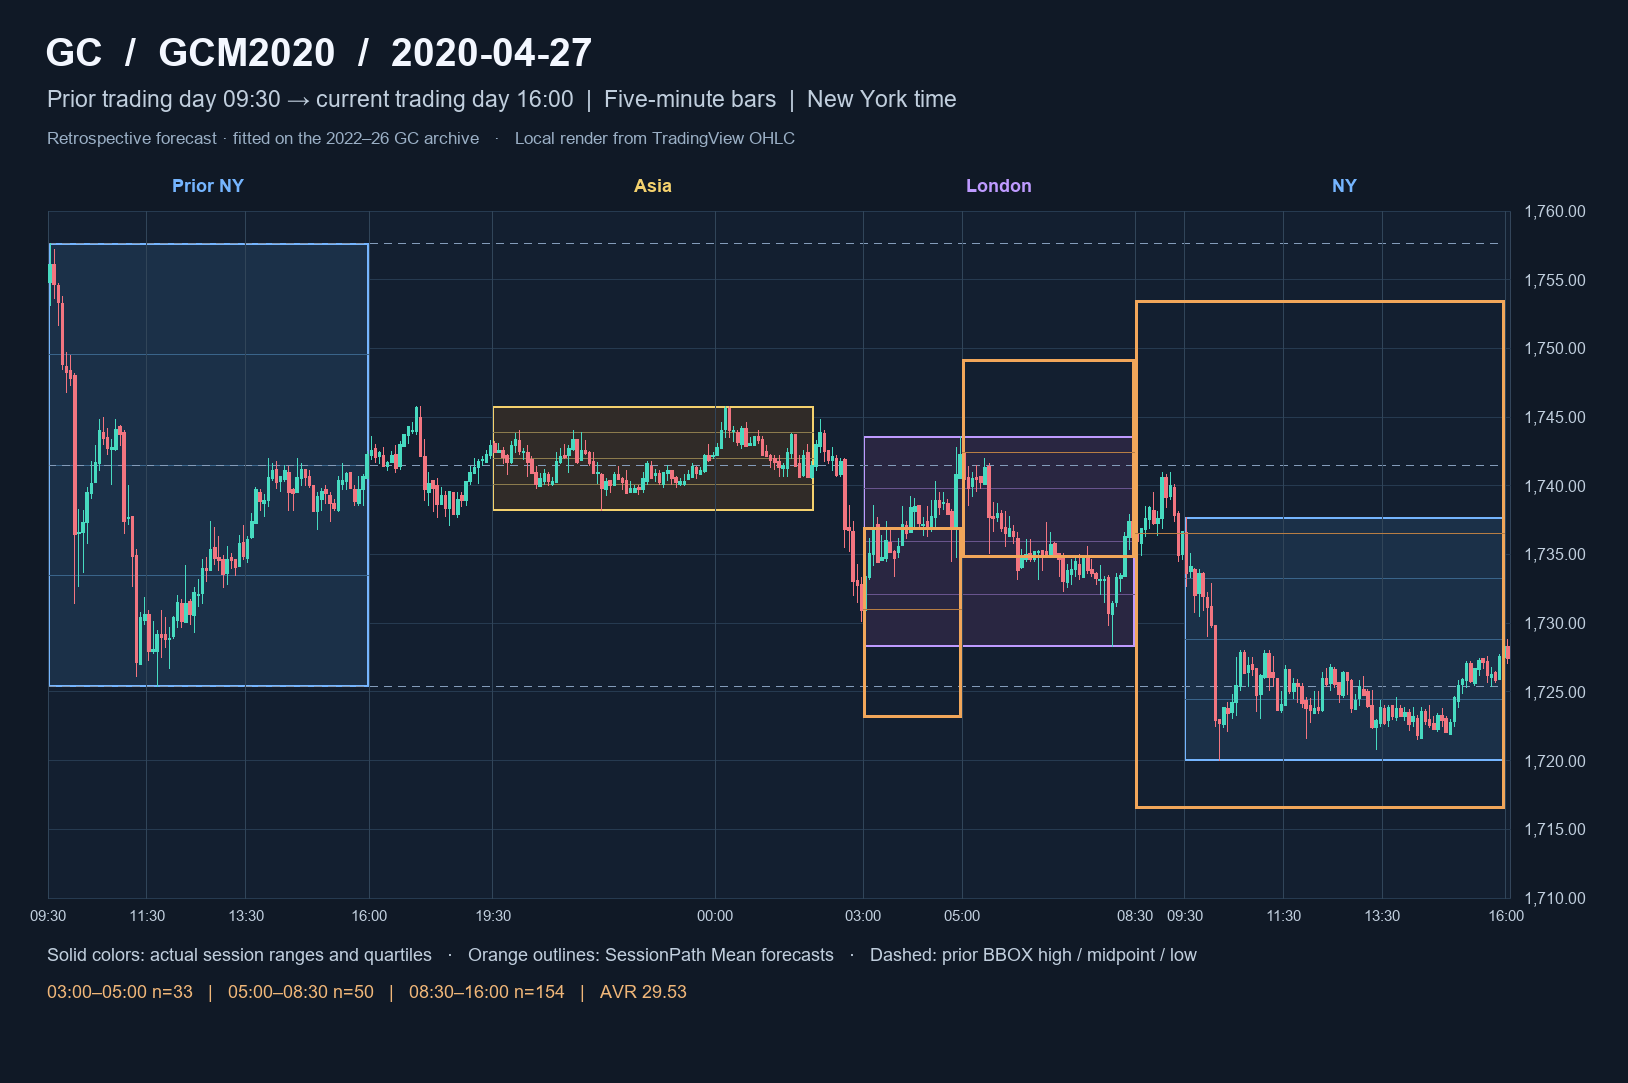 GC / GCM2020 / 2020-04-27
Prior trading day 09:30 → current trading day 16:00 | Five-minute bars | New York time
Retrospective forecast · fitted on the 2022–26 GC archive · Local render from TradingView OHLC
Prior NY Asia London NY
1,760.00
1,755.00
1,750.00
1,745.00
1,740.00
1,735.00
1,730.00
1,725.00
1,720.00
1,715.00
1,710.00
09:30 11:30 13:30 16:00 19:30 00:00 03:00 05:00 08:30 09:30 11:30 13:30 16:00
Solid colors: actual session ranges and quartiles · Orange outlines: SessionPath Mean forecasts · Dashed: prior BBOX high / midpoint / low
03:00–05:00 n=33 | 05:00–08:30 n=50 | 08:30–16:00 n=154 | AVR 29.53